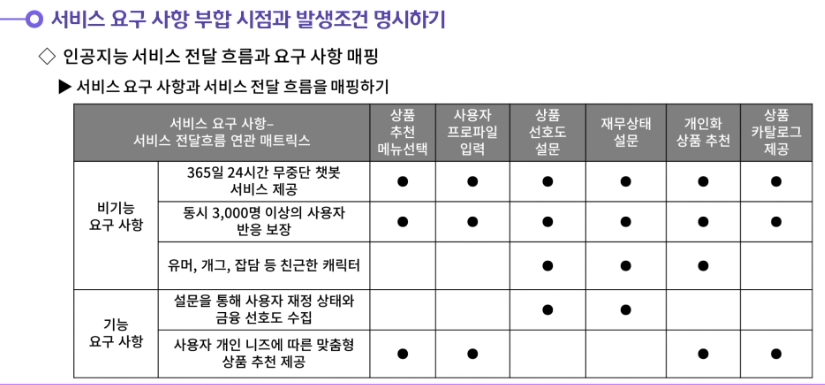 서비스 요구 사항 부합 시점과 발생조건 명시하기
◇ 인공지능 서비스 전달 흐름과 요구 사항 매핑
▶ 서비스 요구 사항과 서비스 전달 흐름을 매핑하기
서비스 요구 사항–
서비스 전달흐름 연관 매트릭스
상품
추천
메뉴선택
사용자
프로파일
입력
상품
선호도
설문
재무상태
설문
개인화
상품 추천
상품
카탈로그
제공
비기능
요구 사항
365일 24시간 무중단 챗봇
서비스 제공
● ● ● ● ● ●
동시 3,000명 이상의 사용자
반응 보장
● ● ● ● ● ●
유머, 개그, 잡담 등 친근한 캐릭터
● ● ●
기능
요구 사항
설문을 통해 사용자 재정 상태와
금융 선호도 수집
● ●
사용자 개인 니즈에 따른 맞춤형
상품 추천 제공
● ● ● ●